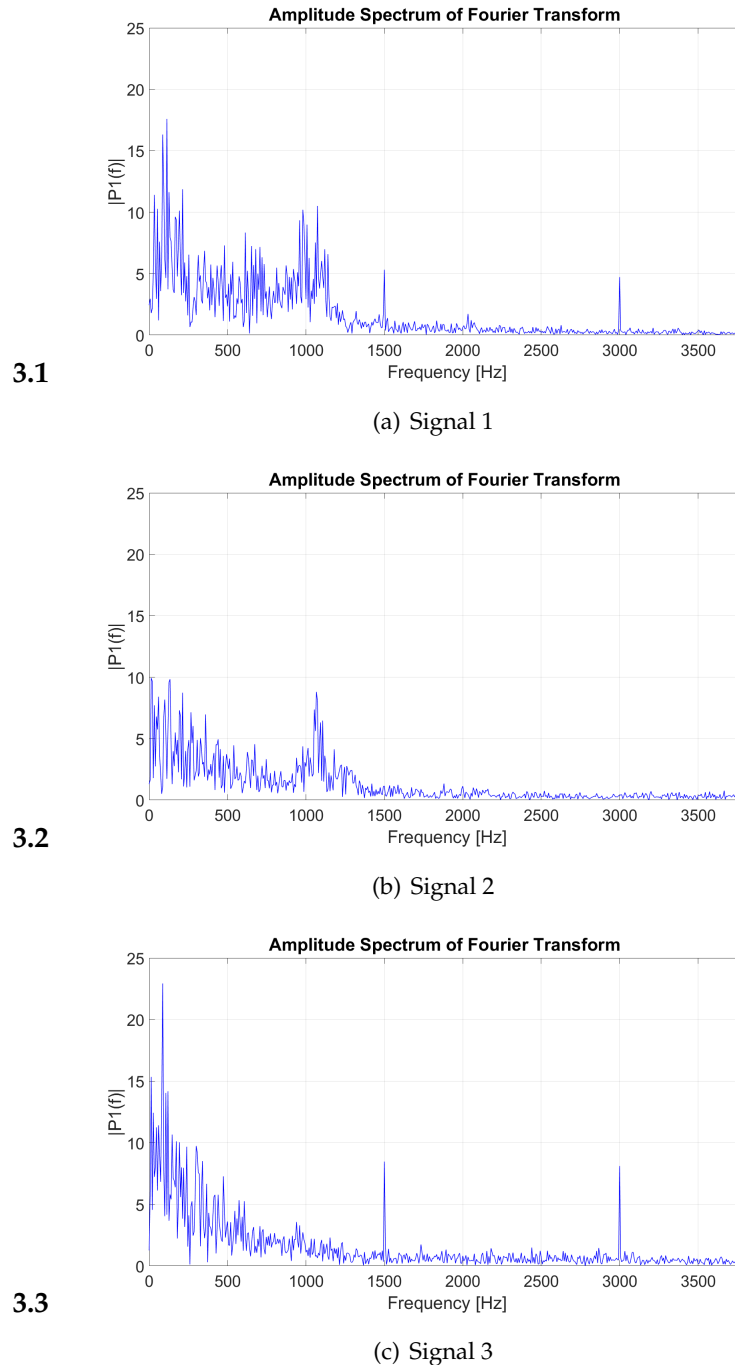 Amplitude Spectrum of Fourier Transform
25
20
15
10
5
0
|P1(f)|
0 500 1000 1500 2000 2500 3000 3500
Frequency [Hz]
3.1
(a) Signal 1
Amplitude Spectrum of Fourier Transform
25
20
15
10
5
0
|P1(f)|
0 500 1000 1500 2000 2500 3000 3500
Frequency [Hz]
3.2
(b) Signal 2
Amplitude Spectrum of Fourier Transform
25
20
15
10
5
0
|P1(f)|
0 500 1000 1500 2000 2500 3000 3500
Frequency [Hz]
3.3
(c) Signal 3